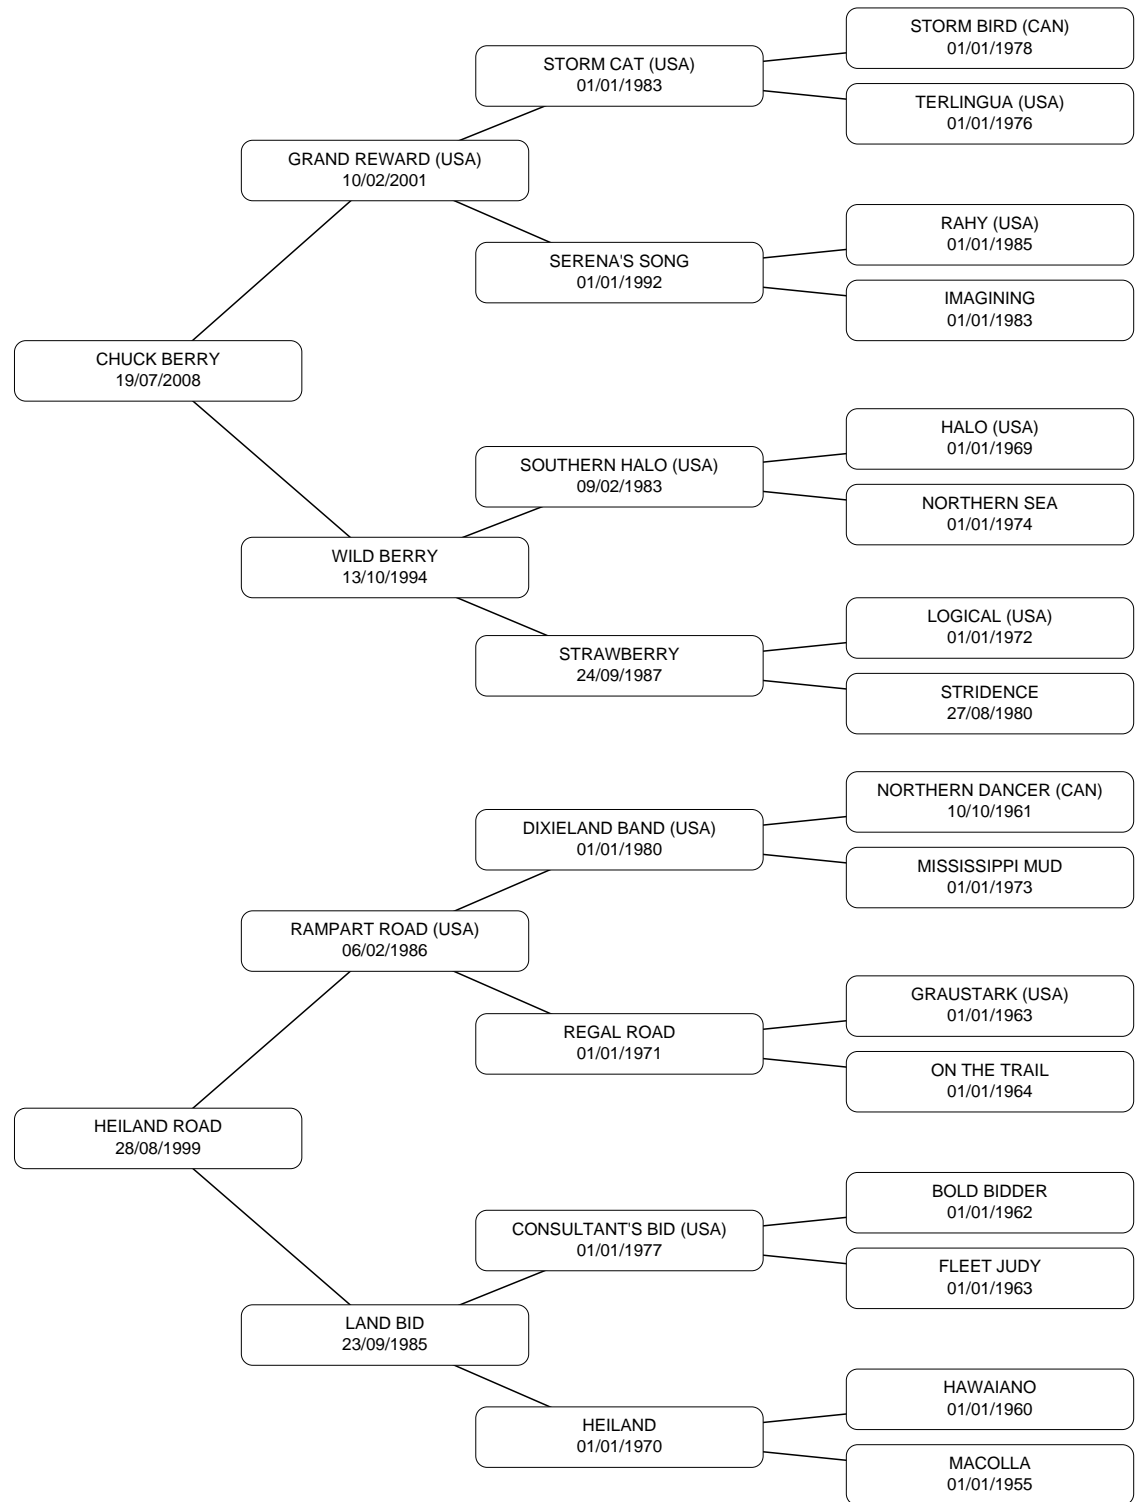 STORM BIRD (CAN)
01/01/1978
STORM CAT (USA)
01/01/1983
TERLINGUA (USA)
01/01/1976
GRAND REWARD (USA)
10/02/2001
RAHY (USA)
01/01/1985
SERENA'S SONG
01/01/1992
IMAGINING
01/01/1983
CHUCK BERRY
19/07/2008
HALO (USA)
01/01/1969
SOUTHERN HALO (USA)
09/02/1983
NORTHERN SEA
01/01/1974
WILD BERRY
13/10/1994
LOGICAL (USA)
01/01/1972
STRAWBERRY
24/09/1987
STRIDENCE
27/08/1980
NORTHERN DANCER (CAN)
10/10/1961
DIXIELAND BAND (USA)
01/01/1980
MISSISSIPPI MUD
01/01/1973
RAMPART ROAD (USA)
06/02/1986
GRAUSTARK (USA)
01/01/1963
REGAL ROAD
01/01/1971
ON THE TRAIL
01/01/1964
HEILAND ROAD
28/08/1999
BOLD BIDDER
01/01/1962
CONSULTANT'S BID (USA)
01/01/1977
FLEET JUDY
01/01/1963
LAND BID
23/09/1985
HAWAIANO
01/01/1960
HEILAND
01/01/1970
MACOLLA
01/01/1955